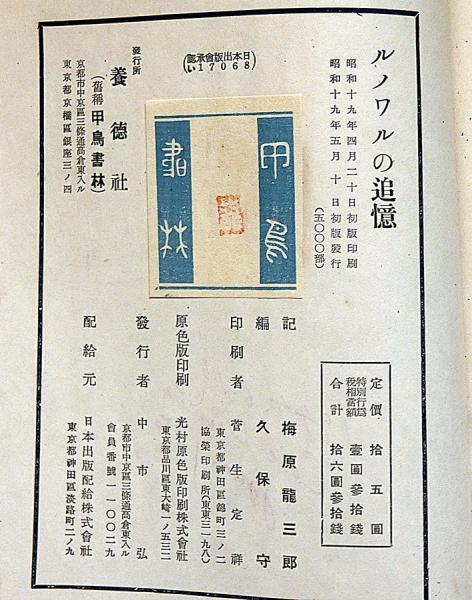 ルノワルの追憶
昭和十九年四月二十日初版印刷
昭和十九年五月十日初版發行
(五〇〇〇部)
定價 拾五圓
特別行爲税相當額 壹圓參拾錢
合計 拾六圓參拾錢
日本出版會承認
い17068
甲鳥
書林
記 梅原龍三郎
編 久保守
印刷者 菅生定祥
東京都神田區錦町三ノ二
協榮印刷所(東東三一九八)
原色版印刷 光村原色版印刷株式會社
東京都品川區東大崎一ノ五三二
發行者 中市弘
京都市中京區三條通高倉東入ル
會員番號一一〇〇二九
配給元 日本出版配給株式會社
東京都神田區淡路町二ノ九
發行所 養德社
(舊稱 甲鳥書林)
京都市中京區三條通高倉東入ル
東京都京橋區銀座三ノ四